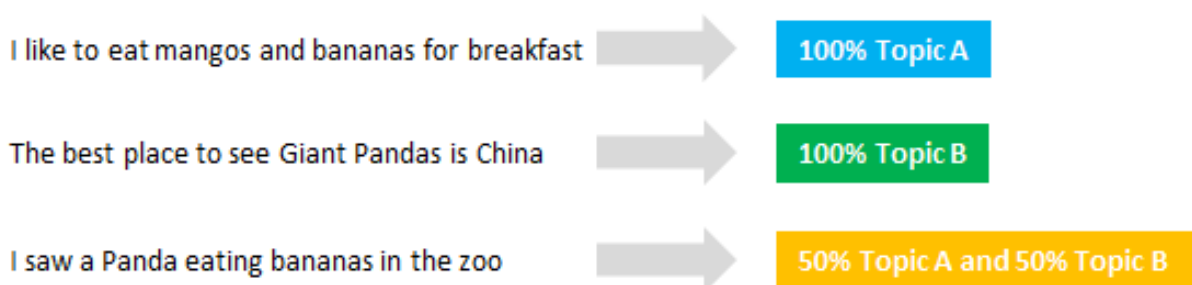 I like to eat mangos and bananas for breakfast
100% Topic A
The best place to see Giant Pandas is China
100% Topic B
I saw a Panda eating bananas in the zoo
50% Topic A and 50% Topic B